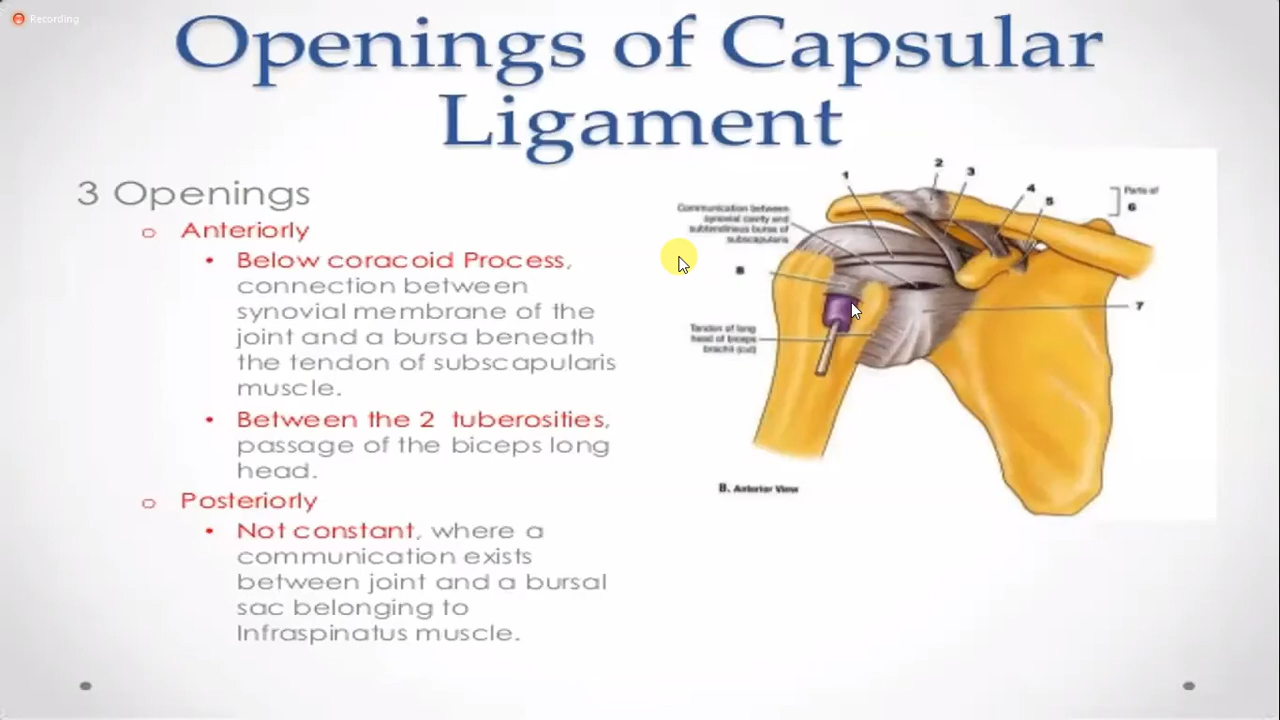 Recording
Openings of Capsular
Ligament
3 Openings
Anteriorly
Below coracoid Process,
connection between
synovial membrane of the
joint and a bursa beneath
the tendon of subscapularis
muscle.
Between the 2 tuberosities,
passage of the biceps long
head.
Posteriorly
Not constant, where a
communication exists
between joint and a bursal
sac belonging to
Infraspinatus muscle.
1
2
3
4
5
Parts of
6
Communication between
synovial cavity and
subtendinous bursa of
subscapularis
8
7
Tendon of long
head of biceps
brachii (cut)
B. Anterior View